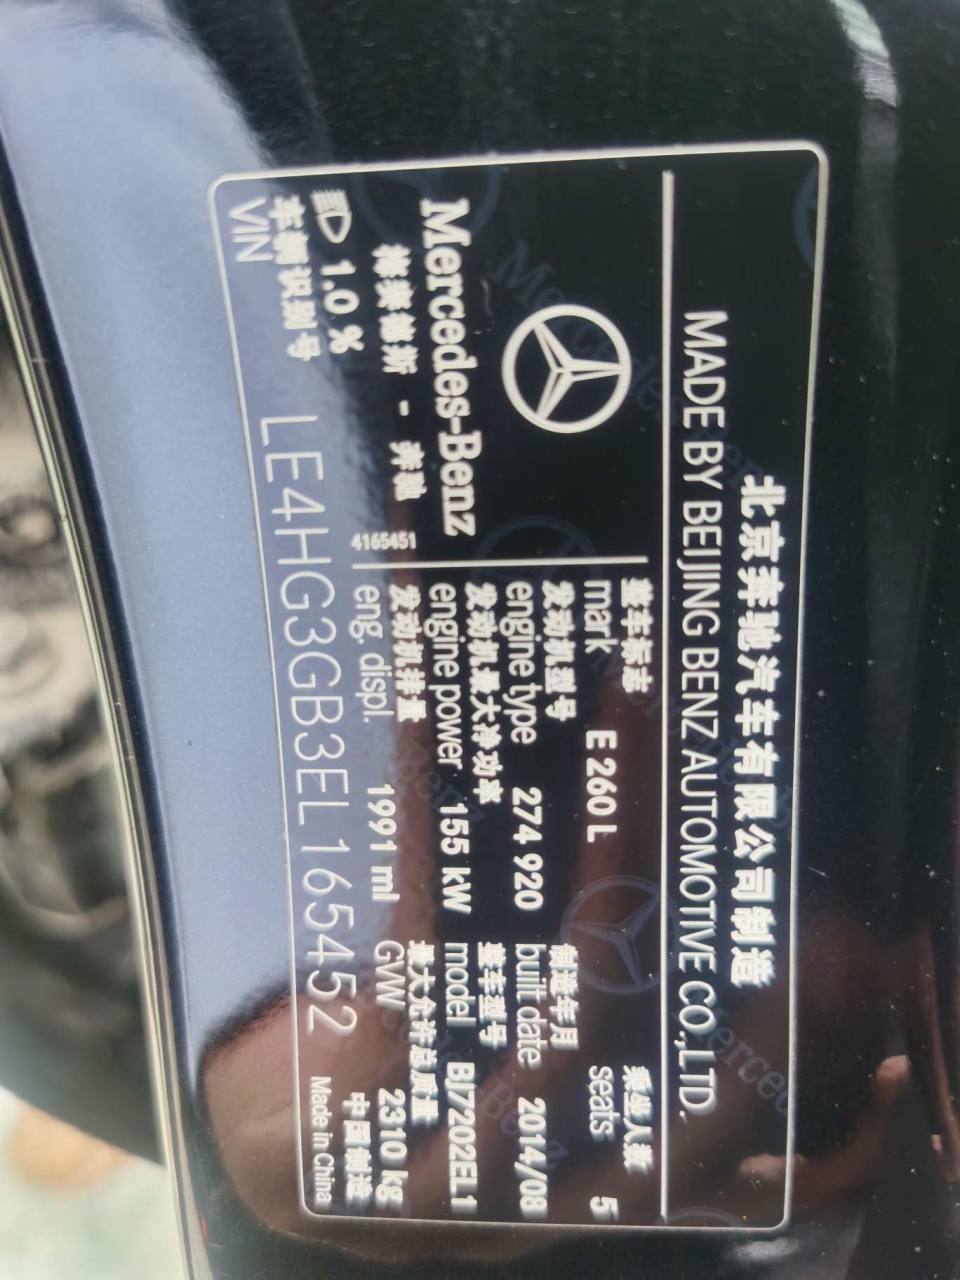 北京奔驰汽车有限公司制造
MADE BY BEIJING BENZ AUTOMOTIVE CO.,LTD.
Mercedes-Benz
梅赛德斯 - 奔驰
1.0 %
4165451
整车标志
mark E 260 L
乘坐人数
seats 5
发动机型号
engine type 274 920
制造年月
built date 2014/08
发动机最大净功率
engine power 155 kW
整车型号
model BJ7202EL1
发动机排量
eng. displ. 1991 ml
最大允许总质量
GVW 2310 kg
车辆识别号
VIN LE4HG3GB3EL165452
中国制造
Made in China